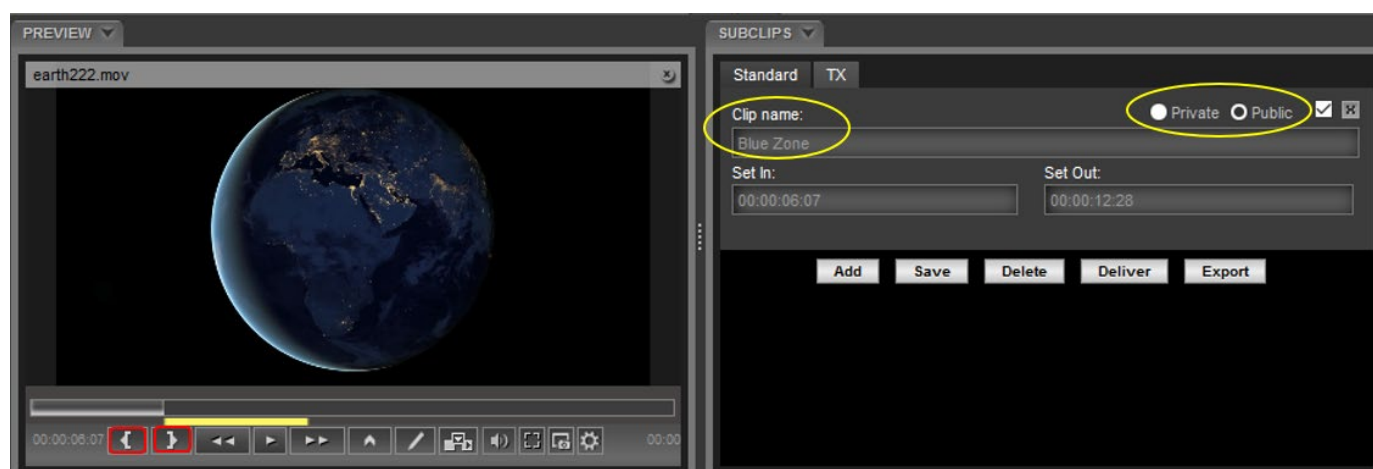 PREVIEW
earth222.mov
00:00:06:07
00:00
SUBCLIPS
Standard TX
Clip name:
Private Public
Blue Zone
Set In: Set Out:
00:00:06:07 00:00:12:28
Add Save Delete Deliver Export